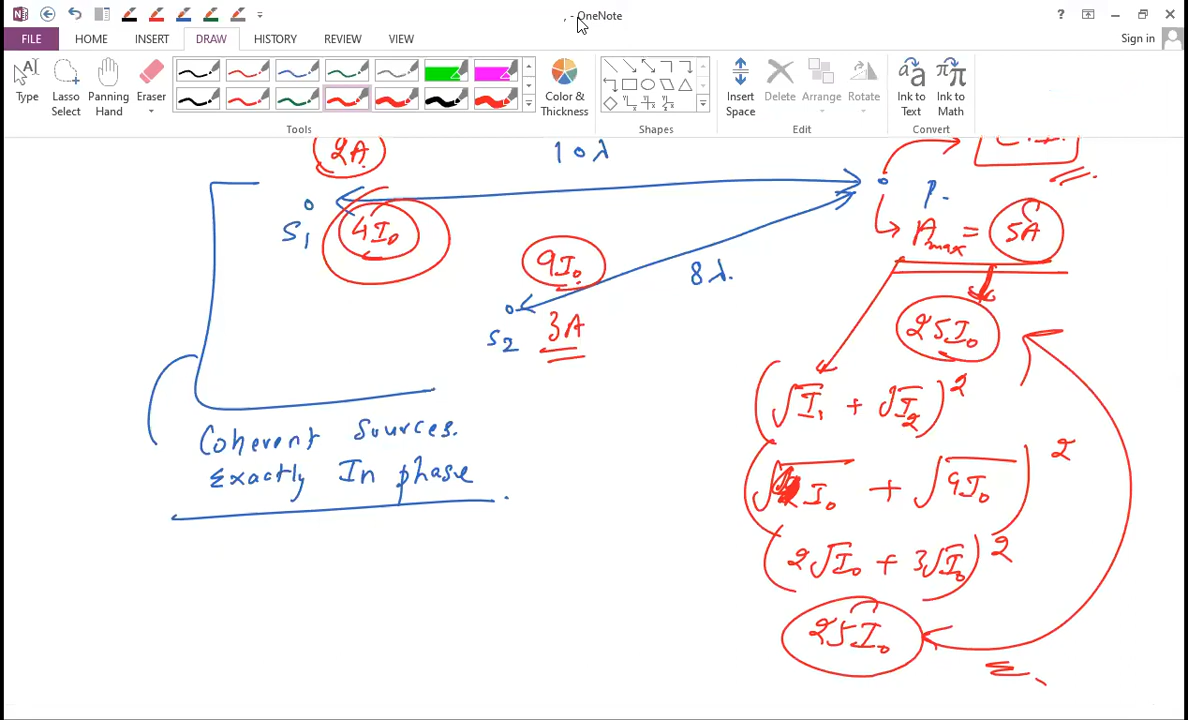 , - OneNote
Sign in
FILE HOME INSERT DRAW HISTORY REVIEW VIEW
Type
Lasso Select
Panning Hand
Eraser
Color & Thickness
Insert Space
Delete
Arrange
Rotate
Ink to Text
Ink to Math
Tools
Shapes
Edit
Convert
2A
10λ
S₁
4I₀
P.
A max = 5A
9I₀
8λ.
S₂
3A
25I₀
(√I₁ + √I₂)²
Coherent Sources.
Exactly In phase.
I₀ + √9I₀)²
(2√I₀ + 3√I₀)²
25I₀